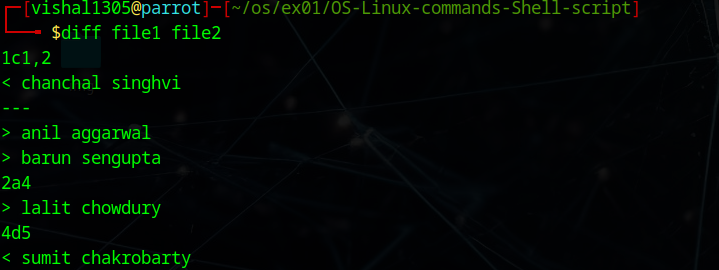 ┌─[vishal1305@parrot]─[~/os/ex01/OS-Linux-commands-Shell-script]
└──╼ $diff file1 file2
1c1,2
< chanchal singhvi
---
> anil aggarwal
> barun sengupta
2a4
> lalit chowdury
4d5
< sumit chakrobarty